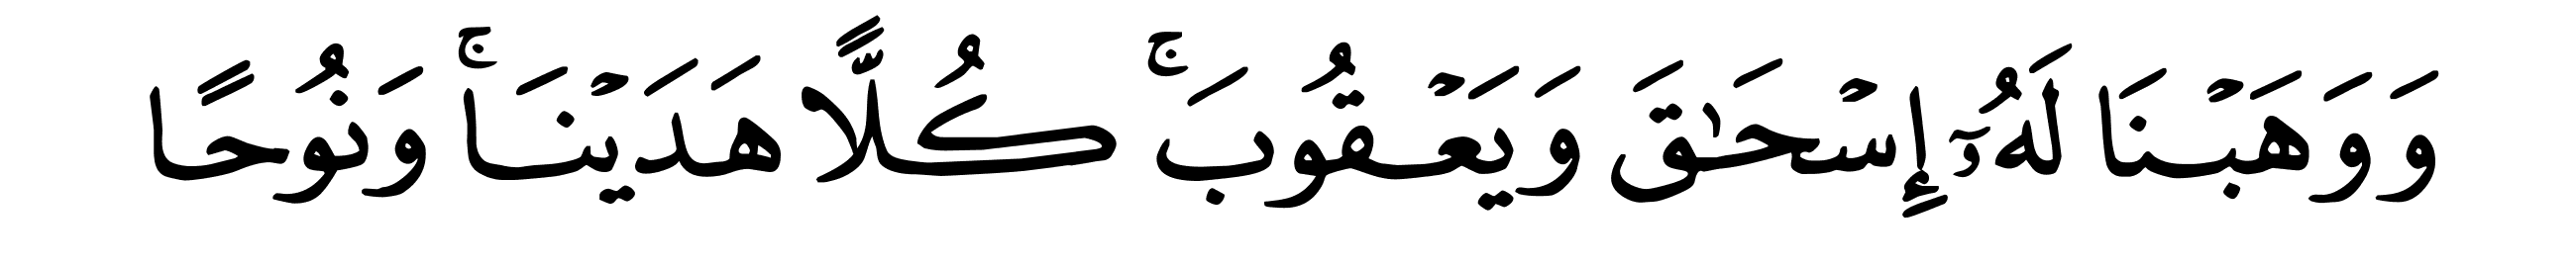 وَوَهَبْنَا لَهُۥٓ إِسْحَٰقَ وَيَعْقُوبَ ۚ كُلًّا هَدَيْنَا ۚ وَنُوحًا